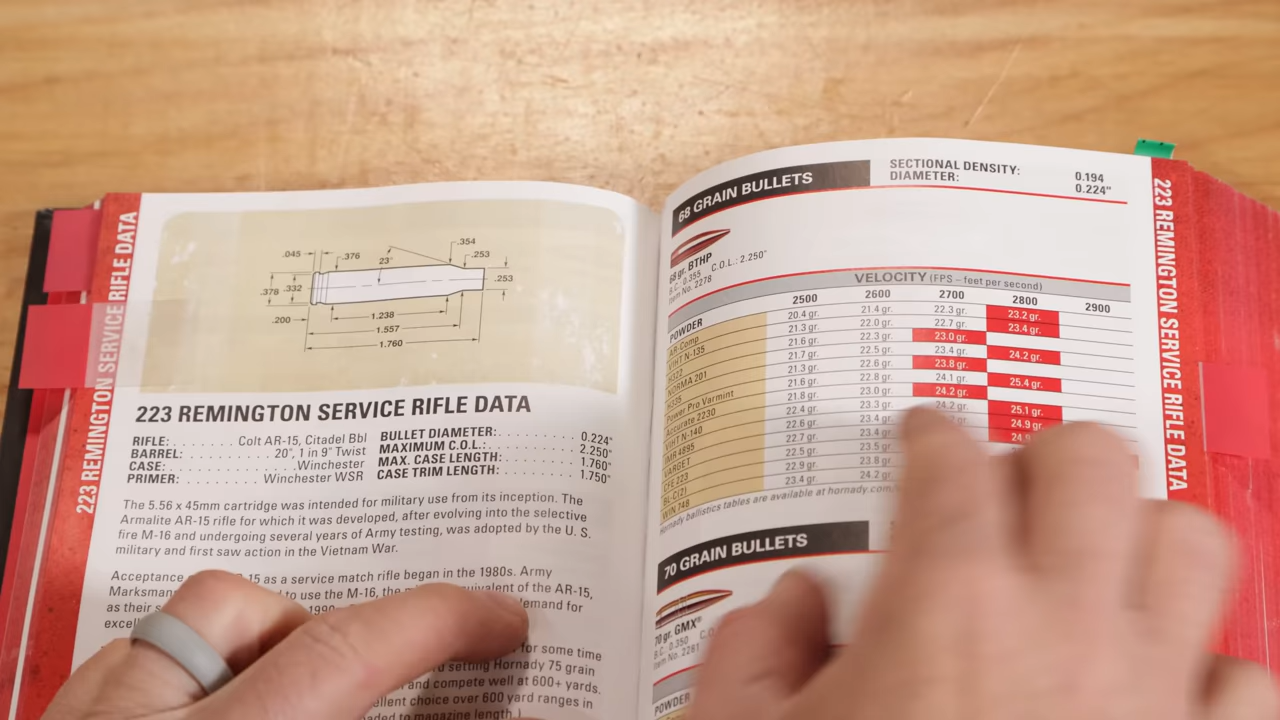 223 REMINGTON SERVICE RIFLE DATA
.045
.376
23°
.354
.253
.378
.332
.253
.200
1.238
1.557
1.760
223 REMINGTON SERVICE RIFLE DATA
RIFLE: Colt AR-15, Citadel Bbl
BARREL: 20", 1 in 9" Twist
CASE: Winchester
PRIMER: Winchester WSR
BULLET DIAMETER: 0.224"
MAXIMUM C.O.L.: 2.250"
MAX. CASE LENGTH: 1.760"
CASE TRIM LENGTH: 1.750"
The 5.56 x 45mm cartridge was intended for military use from its inception. The
Armalite AR-15 rifle for which it was developed, after evolving into the selective
fire M-16 and undergoing several years of Army testing, was adopted by the U. S.
military and first saw action in the Vietnam War.
Acceptance -15 as a service match rifle began in the 1980s. Army
Marksman to use the M-16, the equivalent of the AR-15,
as their demand for
for some time
setting Hornady 75 grain
and compete well at 600+ yards.
excellent choice over 600 yard ranges in
loaded to magazine length.)
68 GRAIN BULLETS
SECTIONAL DENSITY: 0.194
DIAMETER: 0.224"
68 gr. BTHP
B.C. 0.355 C.O.L.: 2.250"
Item No. 2278
VELOCITY (FPS – feet per second)
POWDER 2500 2600 2700 2800 2900
AR-Comp 20.4 gr. 21.4 gr. 22.3 gr. 23.2 gr.
VIHT N-135 21.3 gr. 22.0 gr. 22.7 gr. 23.4 gr.
H322 21.6 gr. 22.3 gr. 23.0 gr.
NORMA 201 21.7 gr. 22.5 gr. 23.4 gr. 24.2 gr.
H335 21.3 gr. 22.6 gr. 23.8 gr.
Power Pro Varmint 21.6 gr. 22.8 gr. 24.1 gr. 25.4 gr.
Accurate 2230 21.8 gr. 23.0 gr. 24.2 gr.
VIHT N-140 22.4 gr. 23.3 gr. 24.2 gr. 25.1 gr.
IMR 4895 22.6 gr. 23.4 gr. 24.9 gr.
VARGET 22.7 gr. 23.4
CFE 223 22.5 gr. 23.5
BL-C(2) 22.9 gr. 23.8 gr.
WIN 748 23.4 gr. 24.2 gr.
Hornady ballistics tables are available at hornady.com
70 GRAIN BULLETS
70 gr. GMX®
B.C. 0.350
Item No. 2281
POWDER
223 REMINGTON SERVICE RIFLE DATA